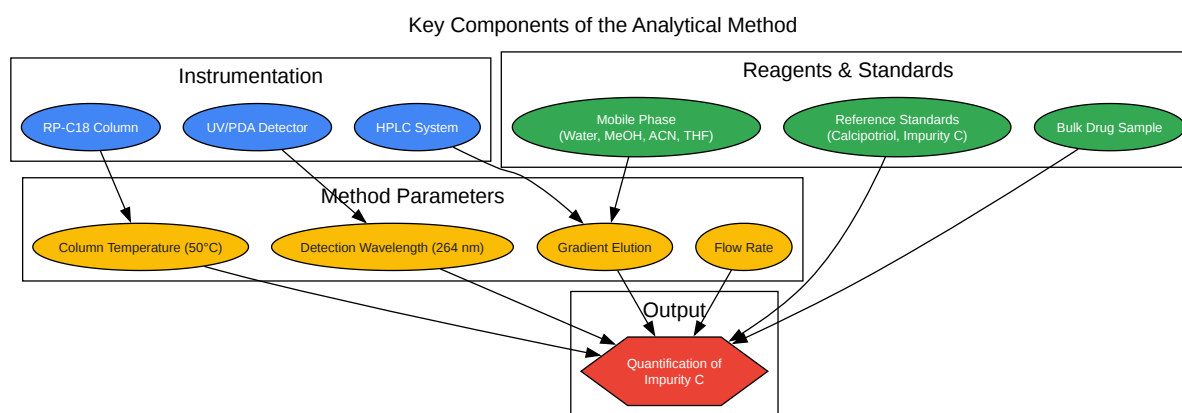 Key Components of the Analytical Method
Instrumentation
Reagents & Standards
RP-C18 Column
UV/PDA Detector
HPLC System
Mobile Phase
(Water, MeOH, ACN, THF)
Reference Standards
(Calcipotriol, Impurity C)
Bulk Drug Sample
Method Parameters
Column Temperature (50°C)
Detection Wavelength (264 nm)
Gradient Elution
Flow Rate
Output
Quantification of
Impurity C